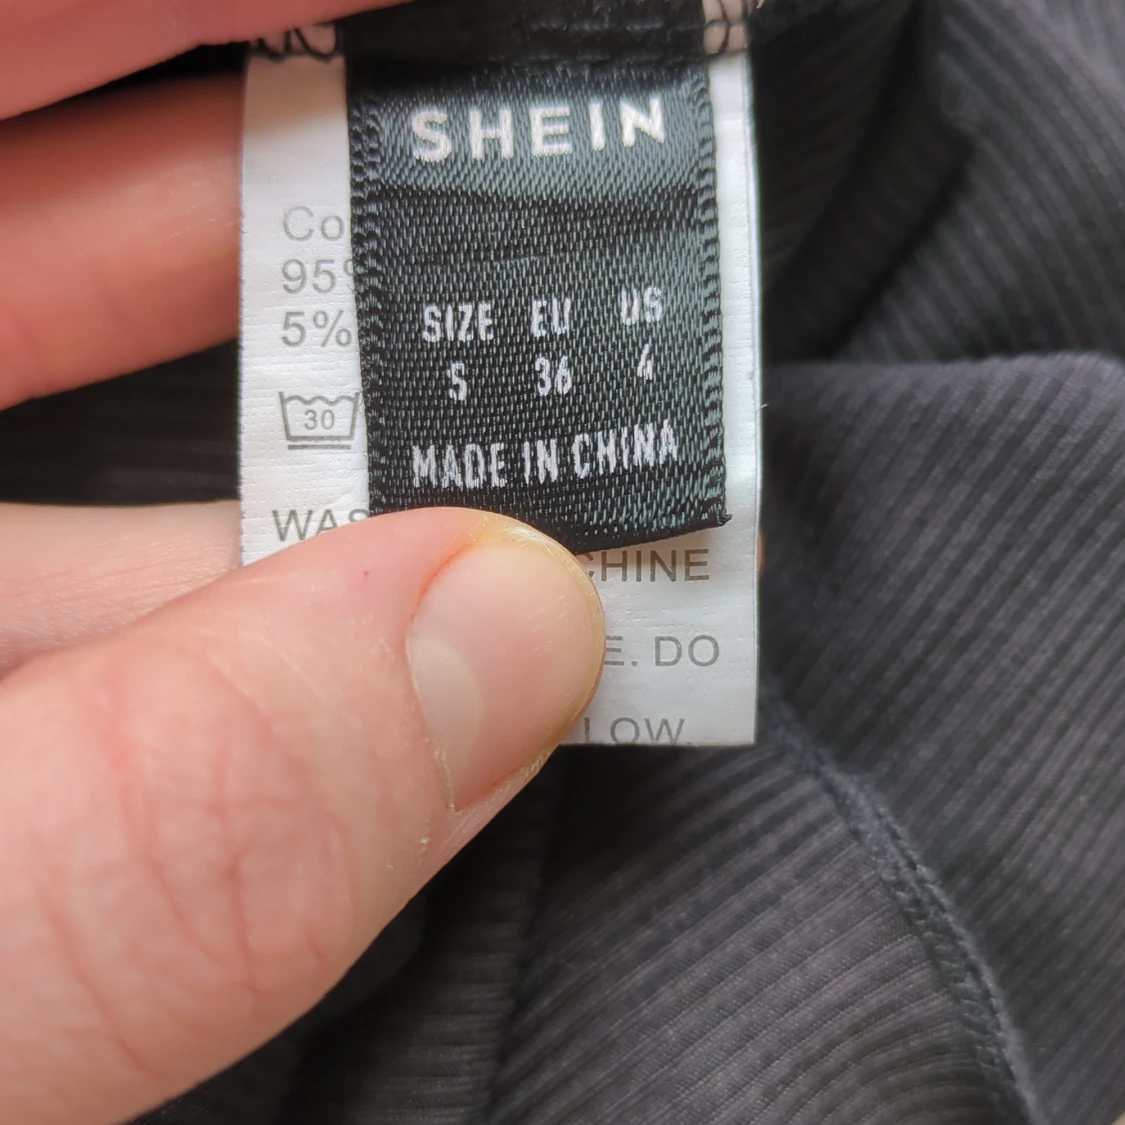 SHEIN
Co
95%
5%
SIZE EU US
S 36 4
30
MADE IN CHINA
WAS
CHINE
E. DO
LOW.